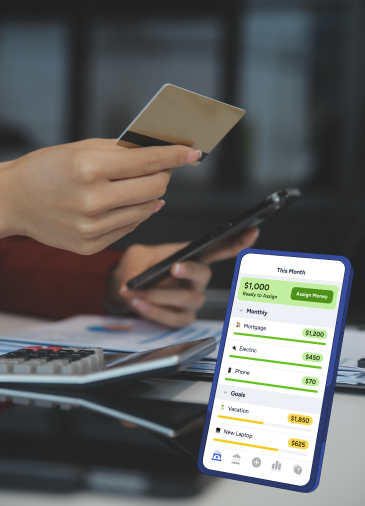 This Month
$1,000
Ready to Assign
Assign Money
Monthly
Mortgage
$1,200
Electric
$450
Phone
$70
Goals
Vacation
$1,850
New Laptop
$625